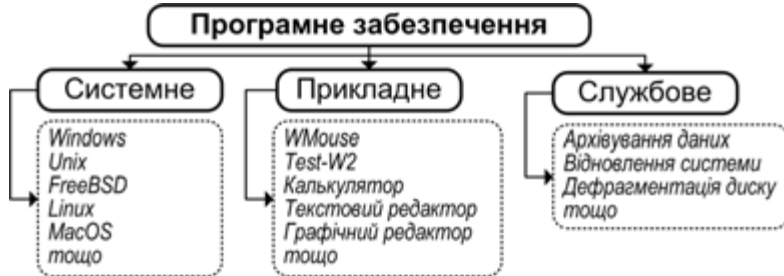 Програмне забезпечення
Системне
Windows
Unix
FreeBSD
Linux
MacOS
тощо
Прикладне
WMouse
Test-W2
Калькулятор
Текстовий редактор
Графічний редактор
тощо
Службове
Архівування даних
Відновлення системи
Дефрагментація диску
тощо